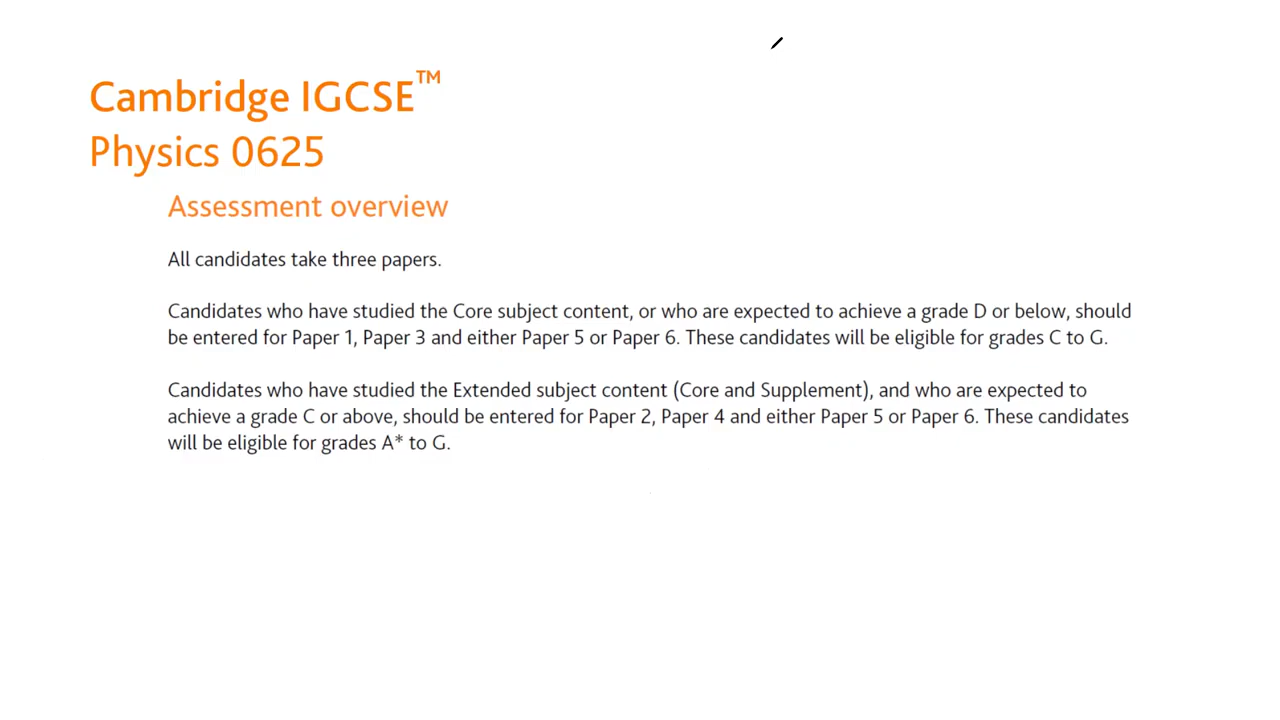 Cambridge IGCSE™
Physics 0625
Assessment overview
All candidates take three papers.
Candidates who have studied the Core subject content, or who are expected to achieve a grade D or below, should
be entered for Paper 1, Paper 3 and either Paper 5 or Paper 6. These candidates will be eligible for grades C to G.
Candidates who have studied the Extended subject content (Core and Supplement), and who are expected to
achieve a grade C or above, should be entered for Paper 2, Paper 4 and either Paper 5 or Paper 6. These candidates
will be eligible for grades A* to G.